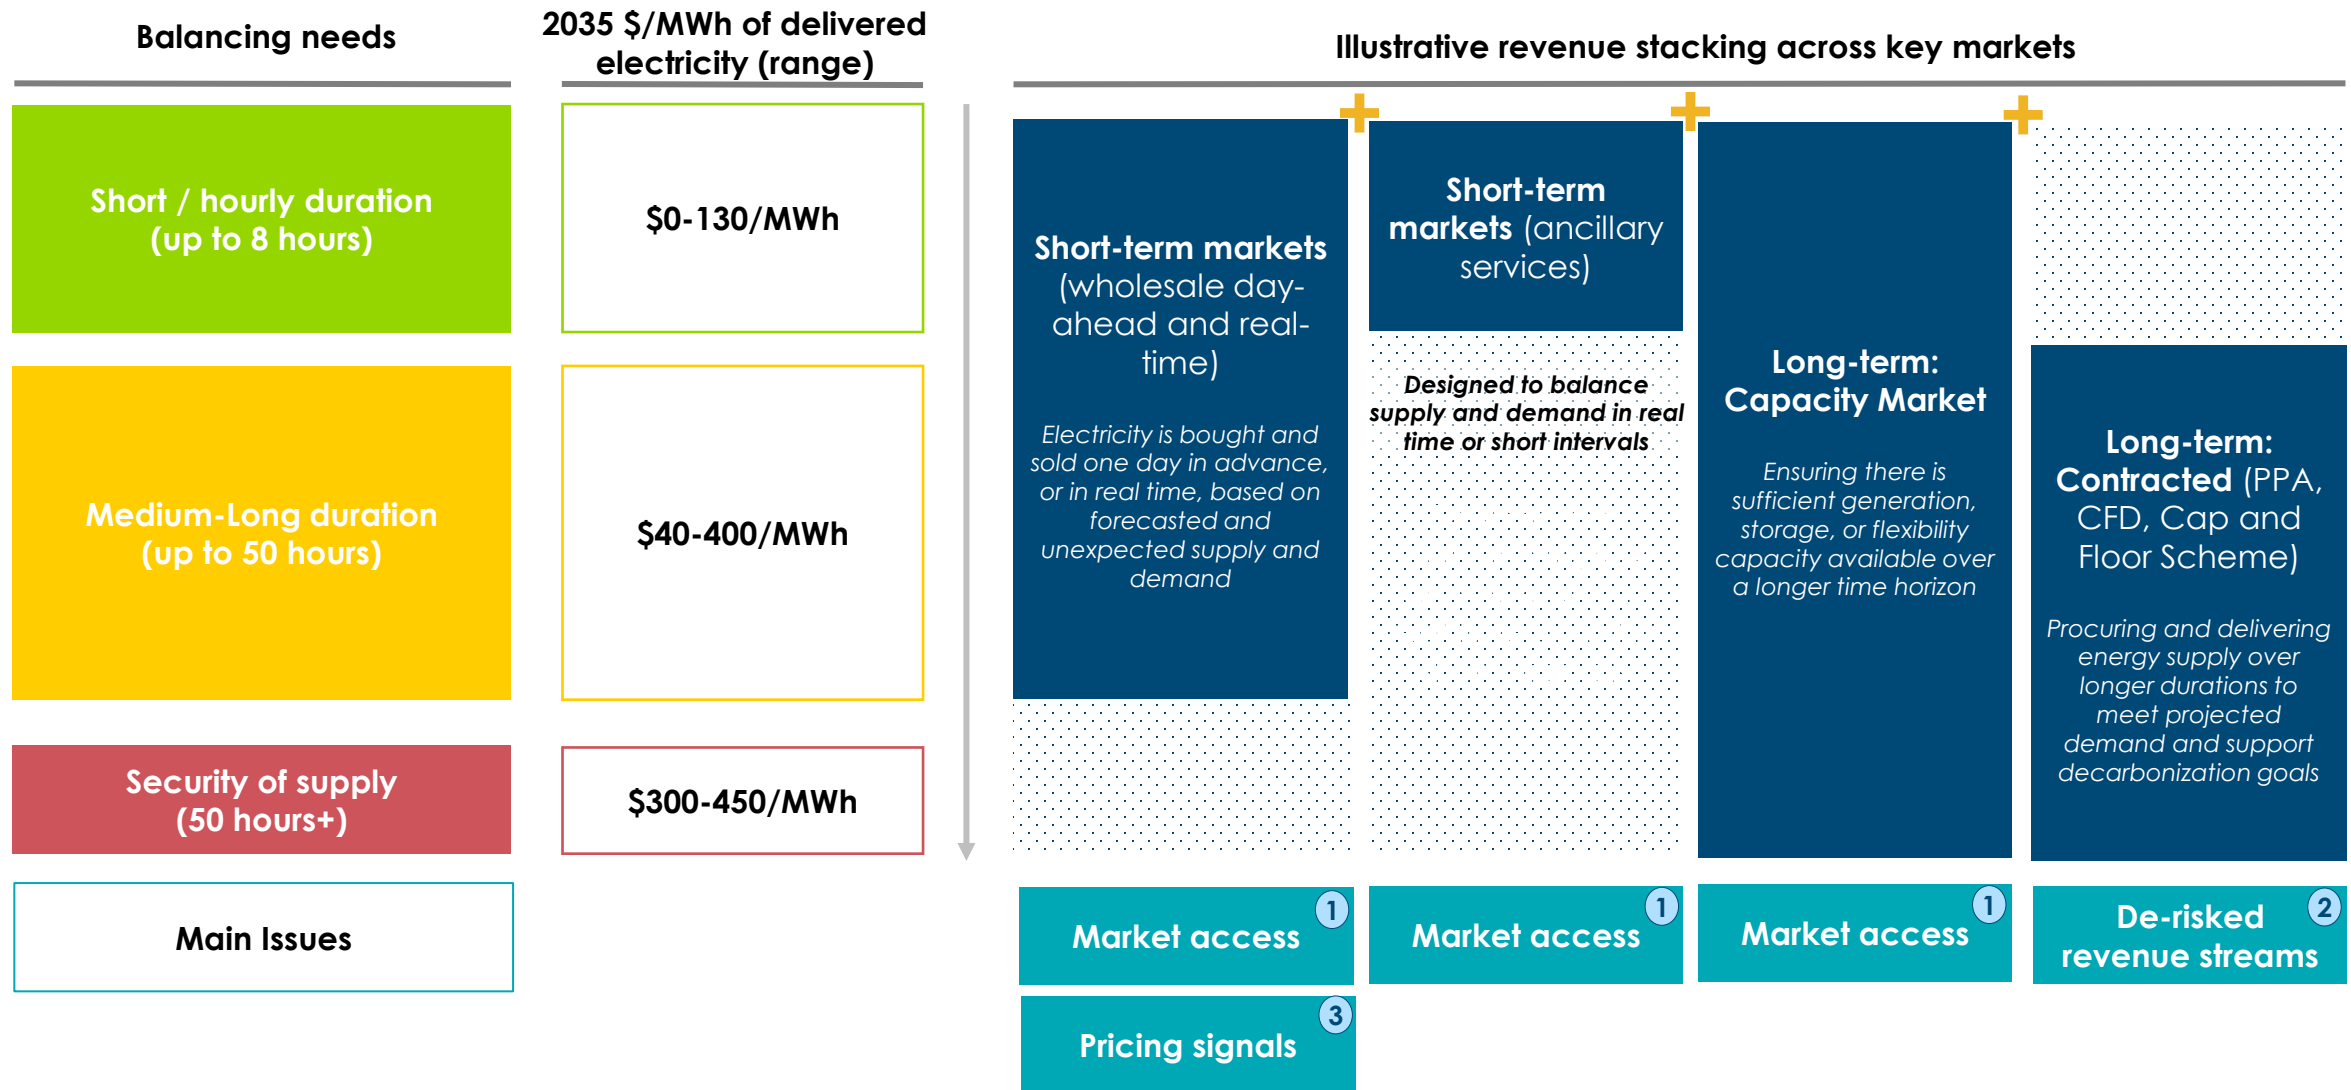 Balancing needs
2035 $/MWh of delivered
electricity (range)
Illustrative revenue stacking across key markets
Short / hourly duration
(up to 8 hours)
$0-130/MWh
Medium-Long duration
(up to 50 hours)
$40-400/MWh
Security of supply
(50 hours+)
$300-450/MWh
+
+
+
Short-term markets
(wholesale day-
ahead and real-
time)
Electricity is bought and
sold one day in advance,
or in real time, based on
forecasted and
unexpected supply and
demand
Short-term
markets (ancillary
services)
Designed to balance
supply and demand in real
time or short intervals
Long-term:
Capacity Market
Ensuring there is
sufficient generation,
storage, or flexibility
capacity available over
a longer time horizon
Long-term:
Contracted (PPA,
CFD, Cap and
Floor Scheme)
Procuring and delivering
energy supply over
longer durations to
meet projected
demand and support
decarbonization goals
Main Issues
Market access
1
Market access
1
Market access
1
De-risked
revenue streams
2
Pricing signals
3